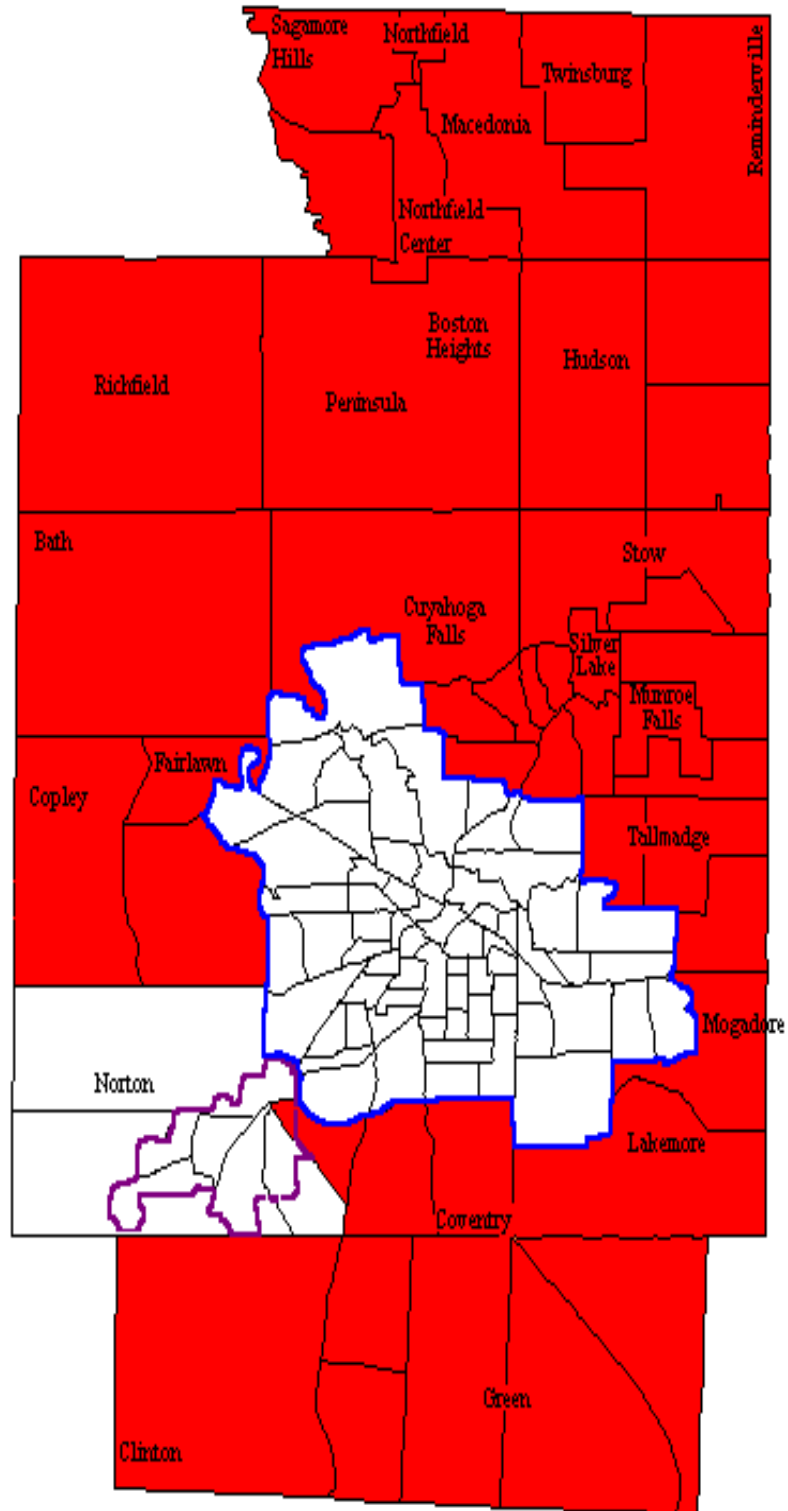 Sagamore
Hills
Northfield
Twinsburg
Reminderville
Macedonia
Northfield
Center
Boston
Heights
Hudson
Richfield
Peninsula
Bath
Stow
Cuyahoga
Falls
Silver
Lake
Munroe
Falls
Fairlawn
Copley
Tallmadge
Mogadore
Norton
Lakemore
Coventry
Green
Clinton